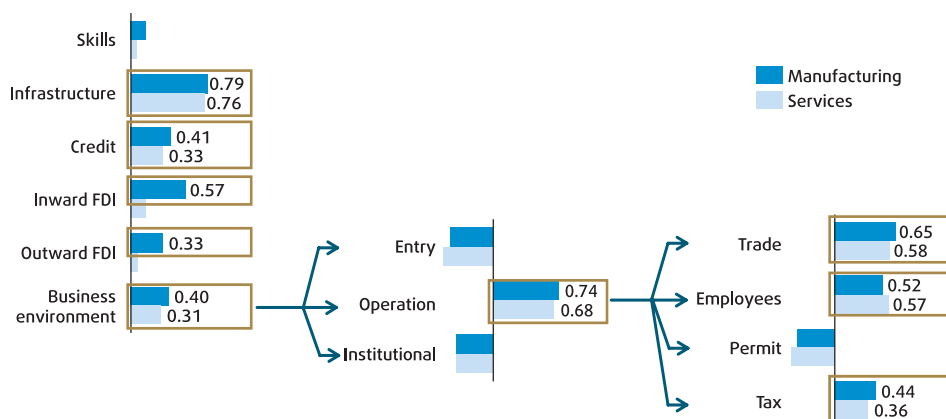 Skills
Infrastructure
0.79
0.76
Credit
0.41
0.33
Inward FDI
0.57
Outward FDI
0.33
Business
environment
0.40
0.31
Entry
Operation
0.74
0.68
Institutional
Manufacturing
Services
Trade
0.65
0.58
Employees
0.52
0.57
Permit
Tax
0.44
0.36